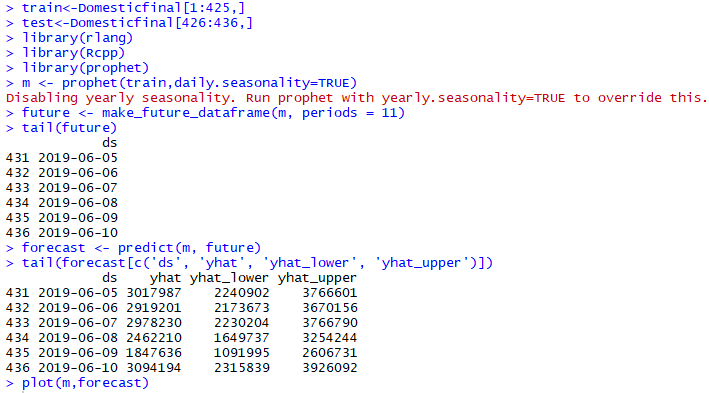 > train<-Domesticfinal[1:425,]
> test<-Domesticfinal[426:436,]
> library(rlang)
> library(Rcpp)
> library(prophet)
> m <- prophet(train,daily.seasonality=TRUE)
Disabling yearly seasonality. Run prophet with yearly.seasonality=TRUE to override this.
> future <- make_future_dataframe(m, periods = 11)
> tail(future)
ds
431 2019-06-05
432 2019-06-06
433 2019-06-07
434 2019-06-08
435 2019-06-09
436 2019-06-10
> forecast <- predict(m, future)
> tail(forecast[c('ds', 'yhat', 'yhat_lower', 'yhat_upper')])
ds yhat yhat_lower yhat_upper
431 2019-06-05 3017987 2240902 3766601
432 2019-06-06 2919201 2173673 3670156
433 2019-06-07 2978230 2230204 3766790
434 2019-06-08 2462210 1649737 3254244
435 2019-06-09 1847636 1091995 2606731
436 2019-06-10 3094194 2315839 3926092
> plot(m,forecast)